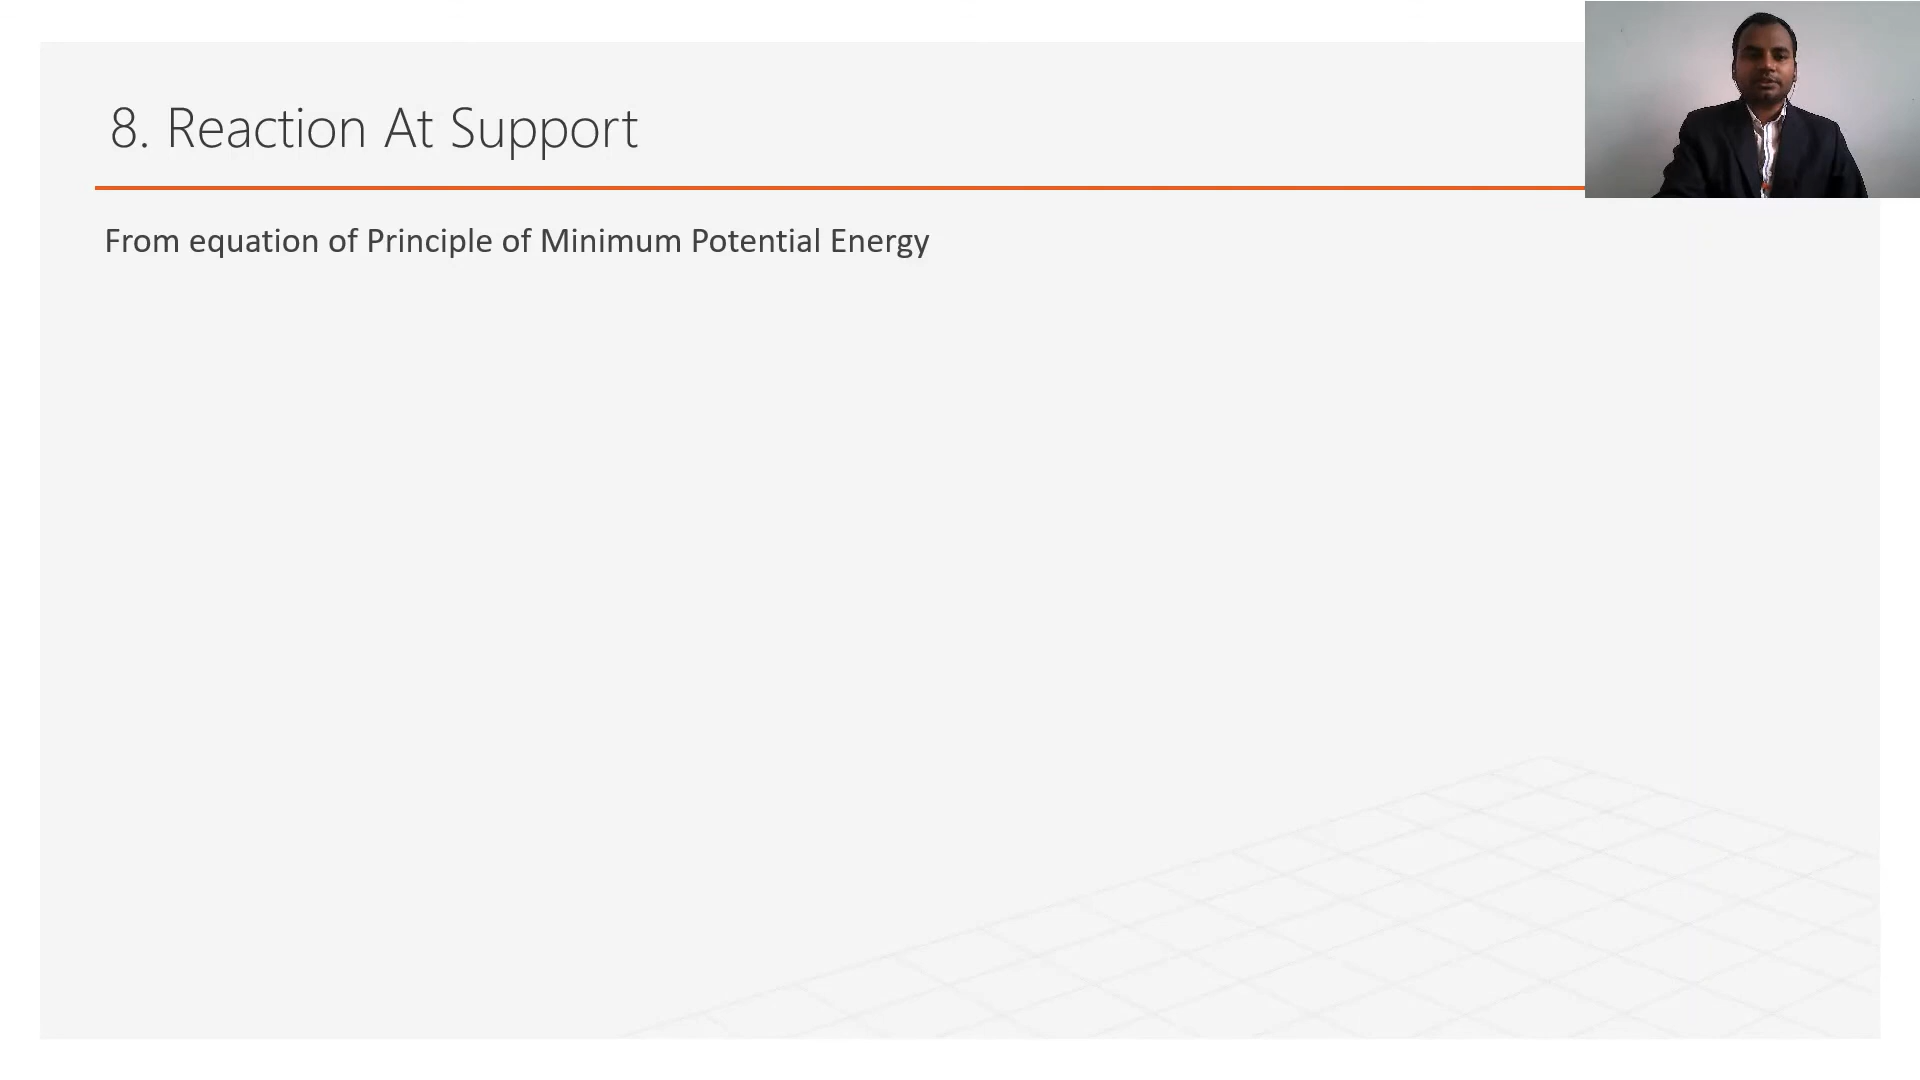 8. Reaction At Support
From equation of Principle of Minimum Potential Energy